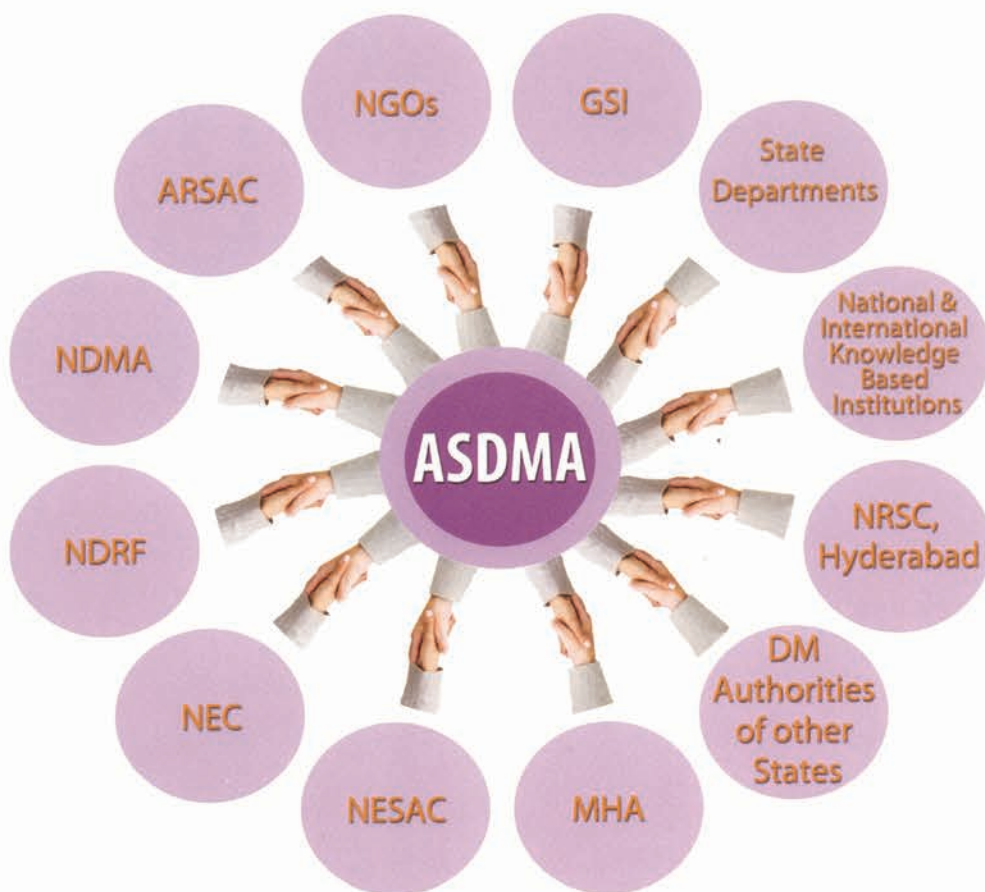 NGOs
GSI
State
Departments
National &
International
Knowledge
Based
Institutions
NRSC,
Hyderabad
DM
Authorities
of other
States
MHA
NESAC
NEC
NDRF
NDMA
ARSAC
ASDMA